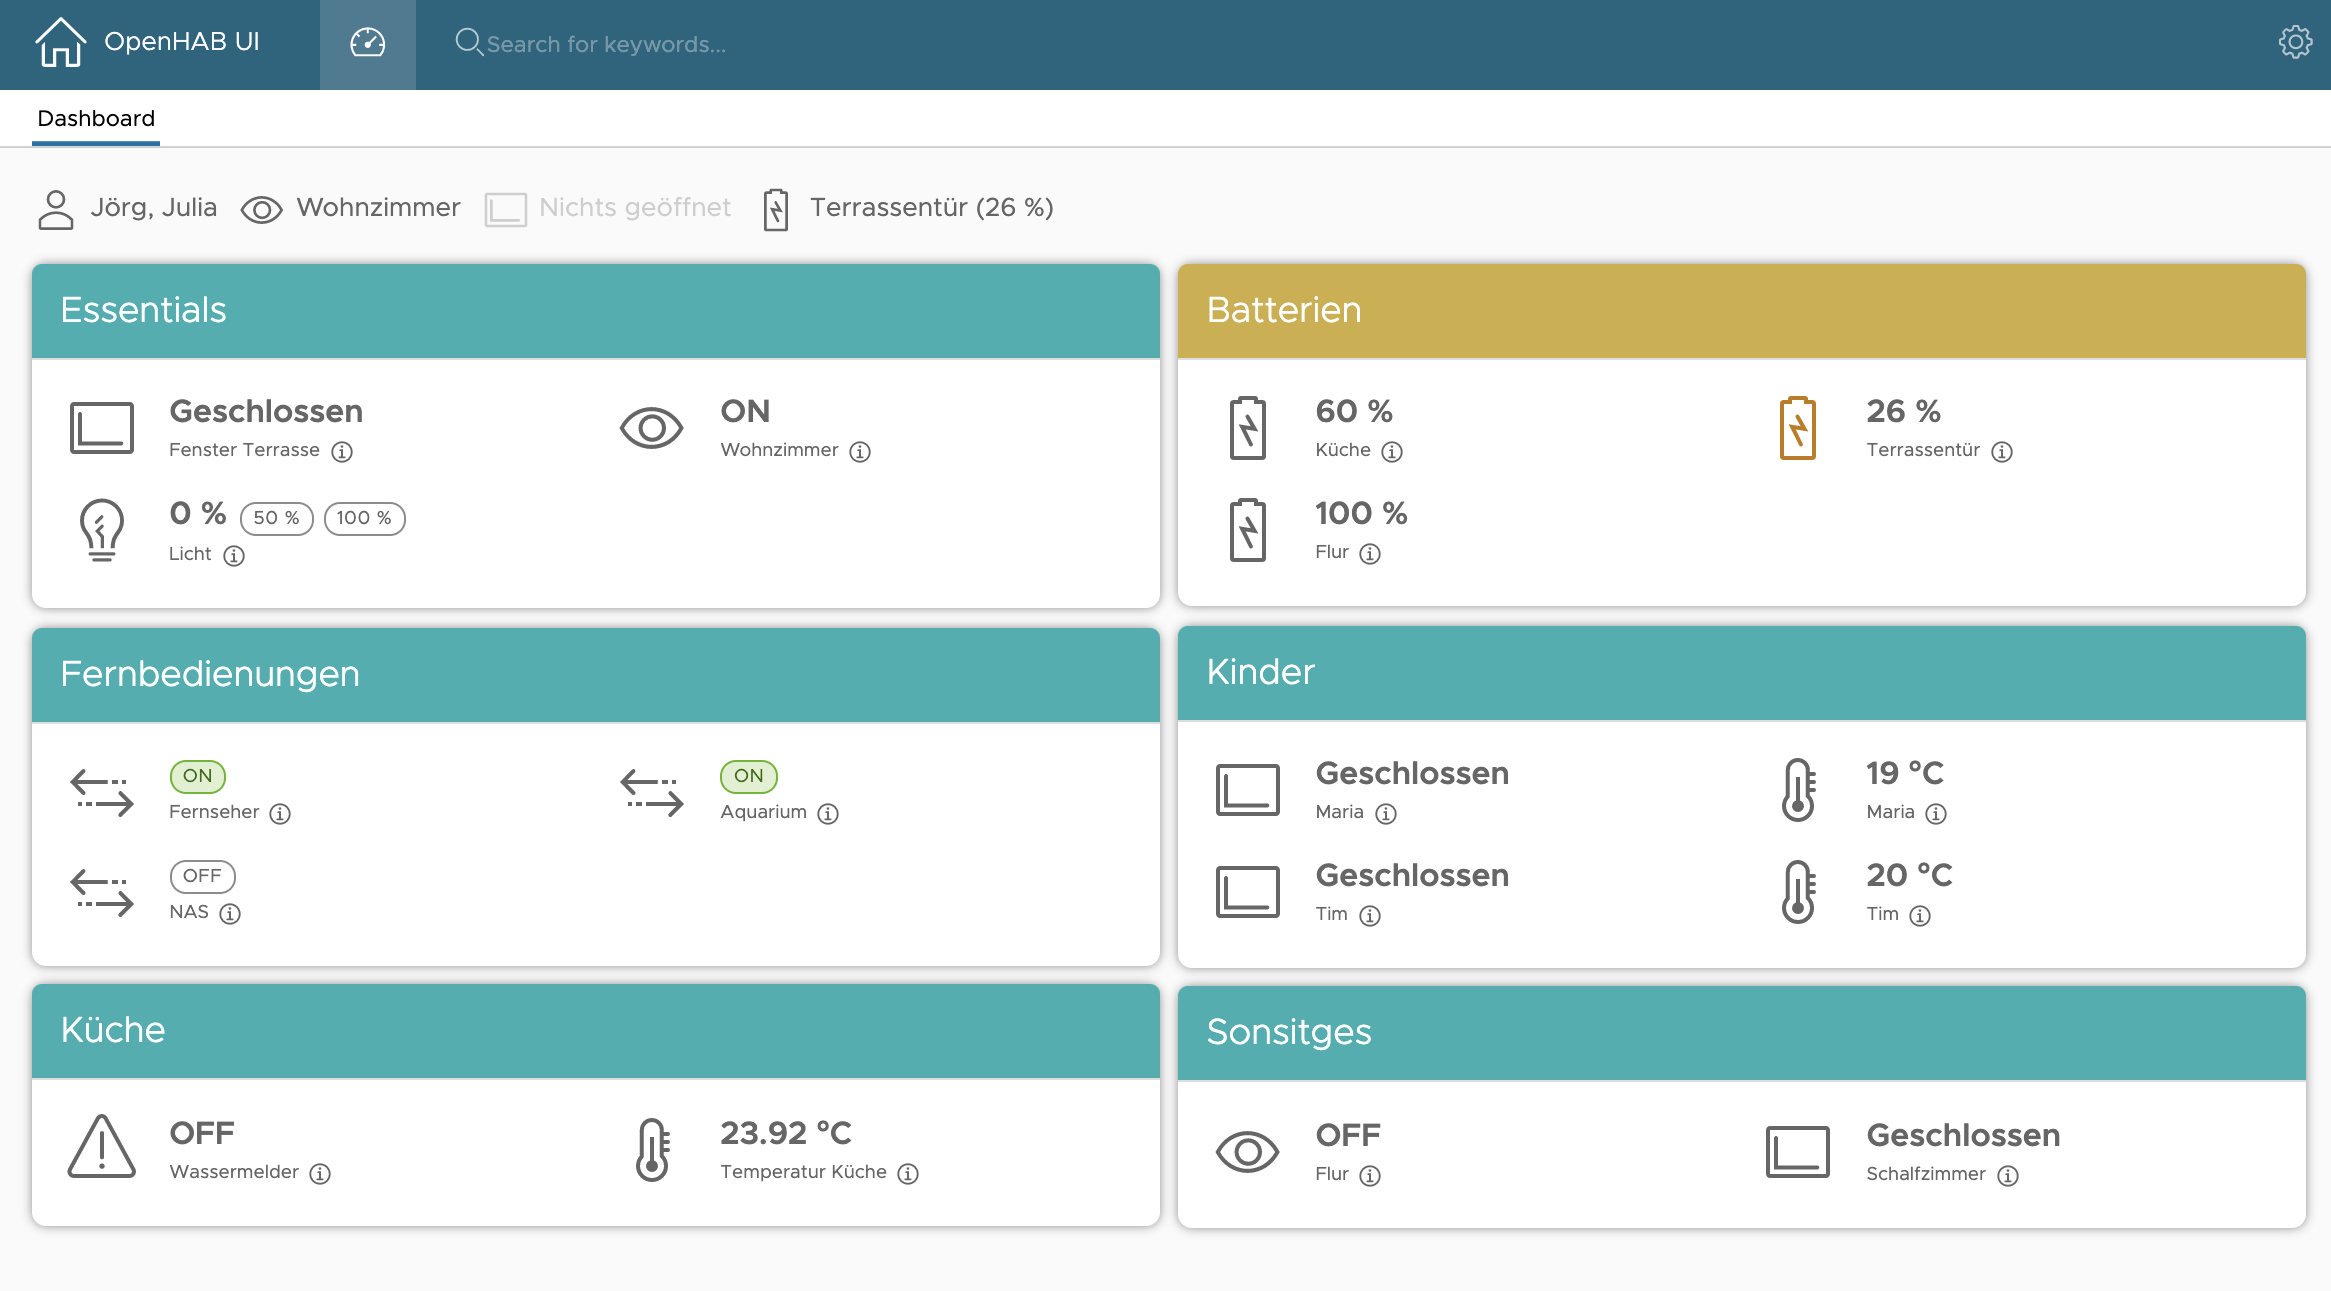 OpenHAB UI
Search for keywords...
Dashboard
Jörg, Julia Wohnzimmer Nichts geöffnet Terrassentür (26 %)
Essentials
Geschlossen
Fenster Terrasse
ON
Wohnzimmer
0 % 50 % 100 %
Licht
Batterien
60 %
Küche
26 %
Terrassentür
100 %
Flur
Fernbedienungen
ON
Fernseher
ON
Aquarium
OFF
NAS
Kinder
Geschlossen
Maria
19 °C
Maria
Geschlossen
Tim
20 °C
Tim
Küche
OFF
Wassermelder
23.92 °C
Temperatur Küche
Sonsitges
OFF
Flur
Geschlossen
Schalfzimmer